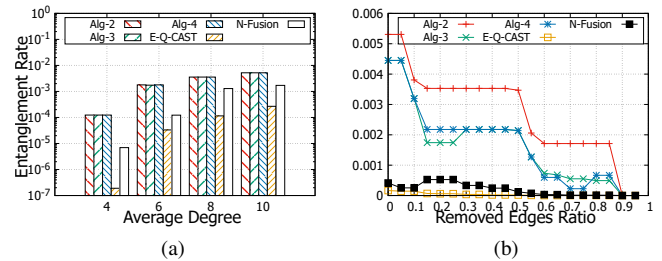 Alg-2 Alg-4 N-Fusion
Alg-3 E-Q-CAST
Entanglement Rate
10^0
10^-1
10^-2
10^-3
10^-4
10^-5
10^-6
10^-7
4 6 8 10
Average Degree
(a)
Alg-2 Alg-4 N-Fusion
Alg-3 E-Q-CAST
0.006
0.005
0.004
0.003
0.002
0.001
0
0 0.1 0.2 0.3 0.4 0.5 0.6 0.7 0.8 0.9 1
Removed Edges Ratio
(b)